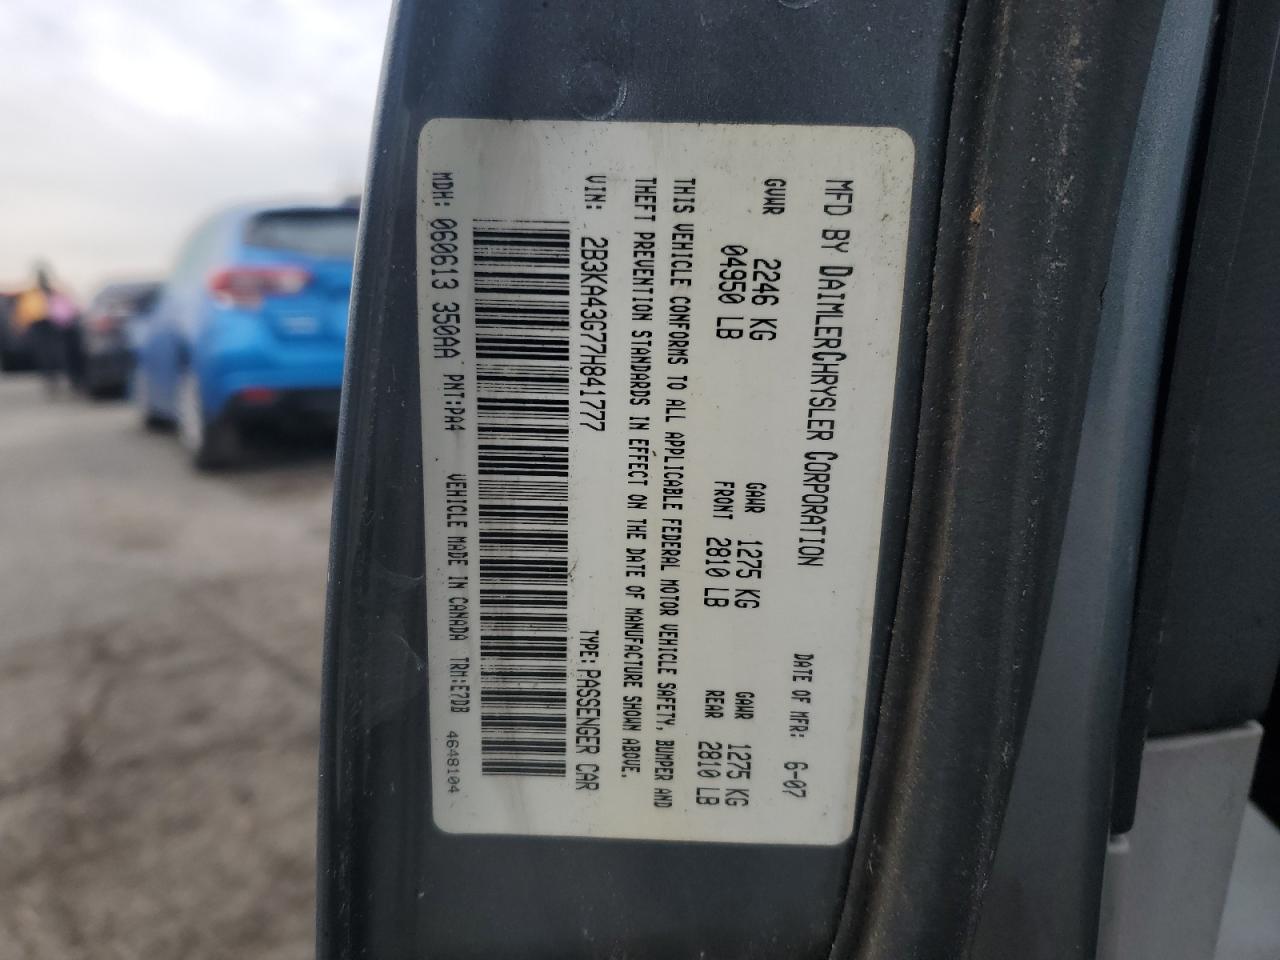 MFD BY DAIMLERCHRYSLER CORPORATION DATE OF MFR: 6-07
GVWR 2246 KG GAWR 1275 KG GAWR 1275 KG
04950 LB FRONT 2810 LB REAR 2810 LB
THIS VEHICLE CONFORMS TO ALL APPLICABLE FEDERAL MOTOR VEHICLE SAFETY, BUMPER AND
THEFT PREVENTION STANDARDS IN EFFECT ON THE DATE OF MANUFACTURE SHOWN ABOVE.
VIN: 2B3KA43G77H841777 TYPE: PASSENGER CAR
MDH: 060613 350AA PNT:PA4 VEHICLE MADE IN CANADA TRM:E7DB 4648104